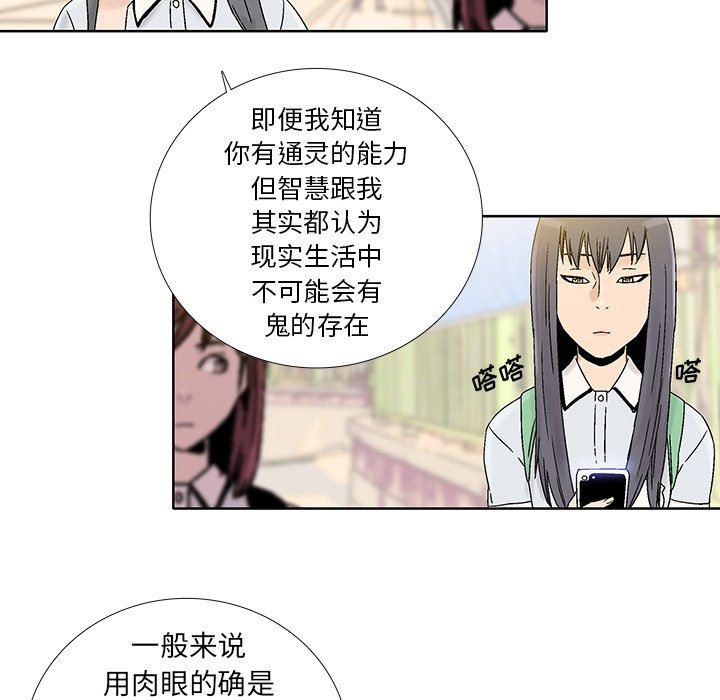 即便我知道
你有通灵的能力
但智慧跟我
其实都认为
现实生活中
不可能会有
鬼的存在
嗒嗒
嗒
一般来说
用肉眼的确是